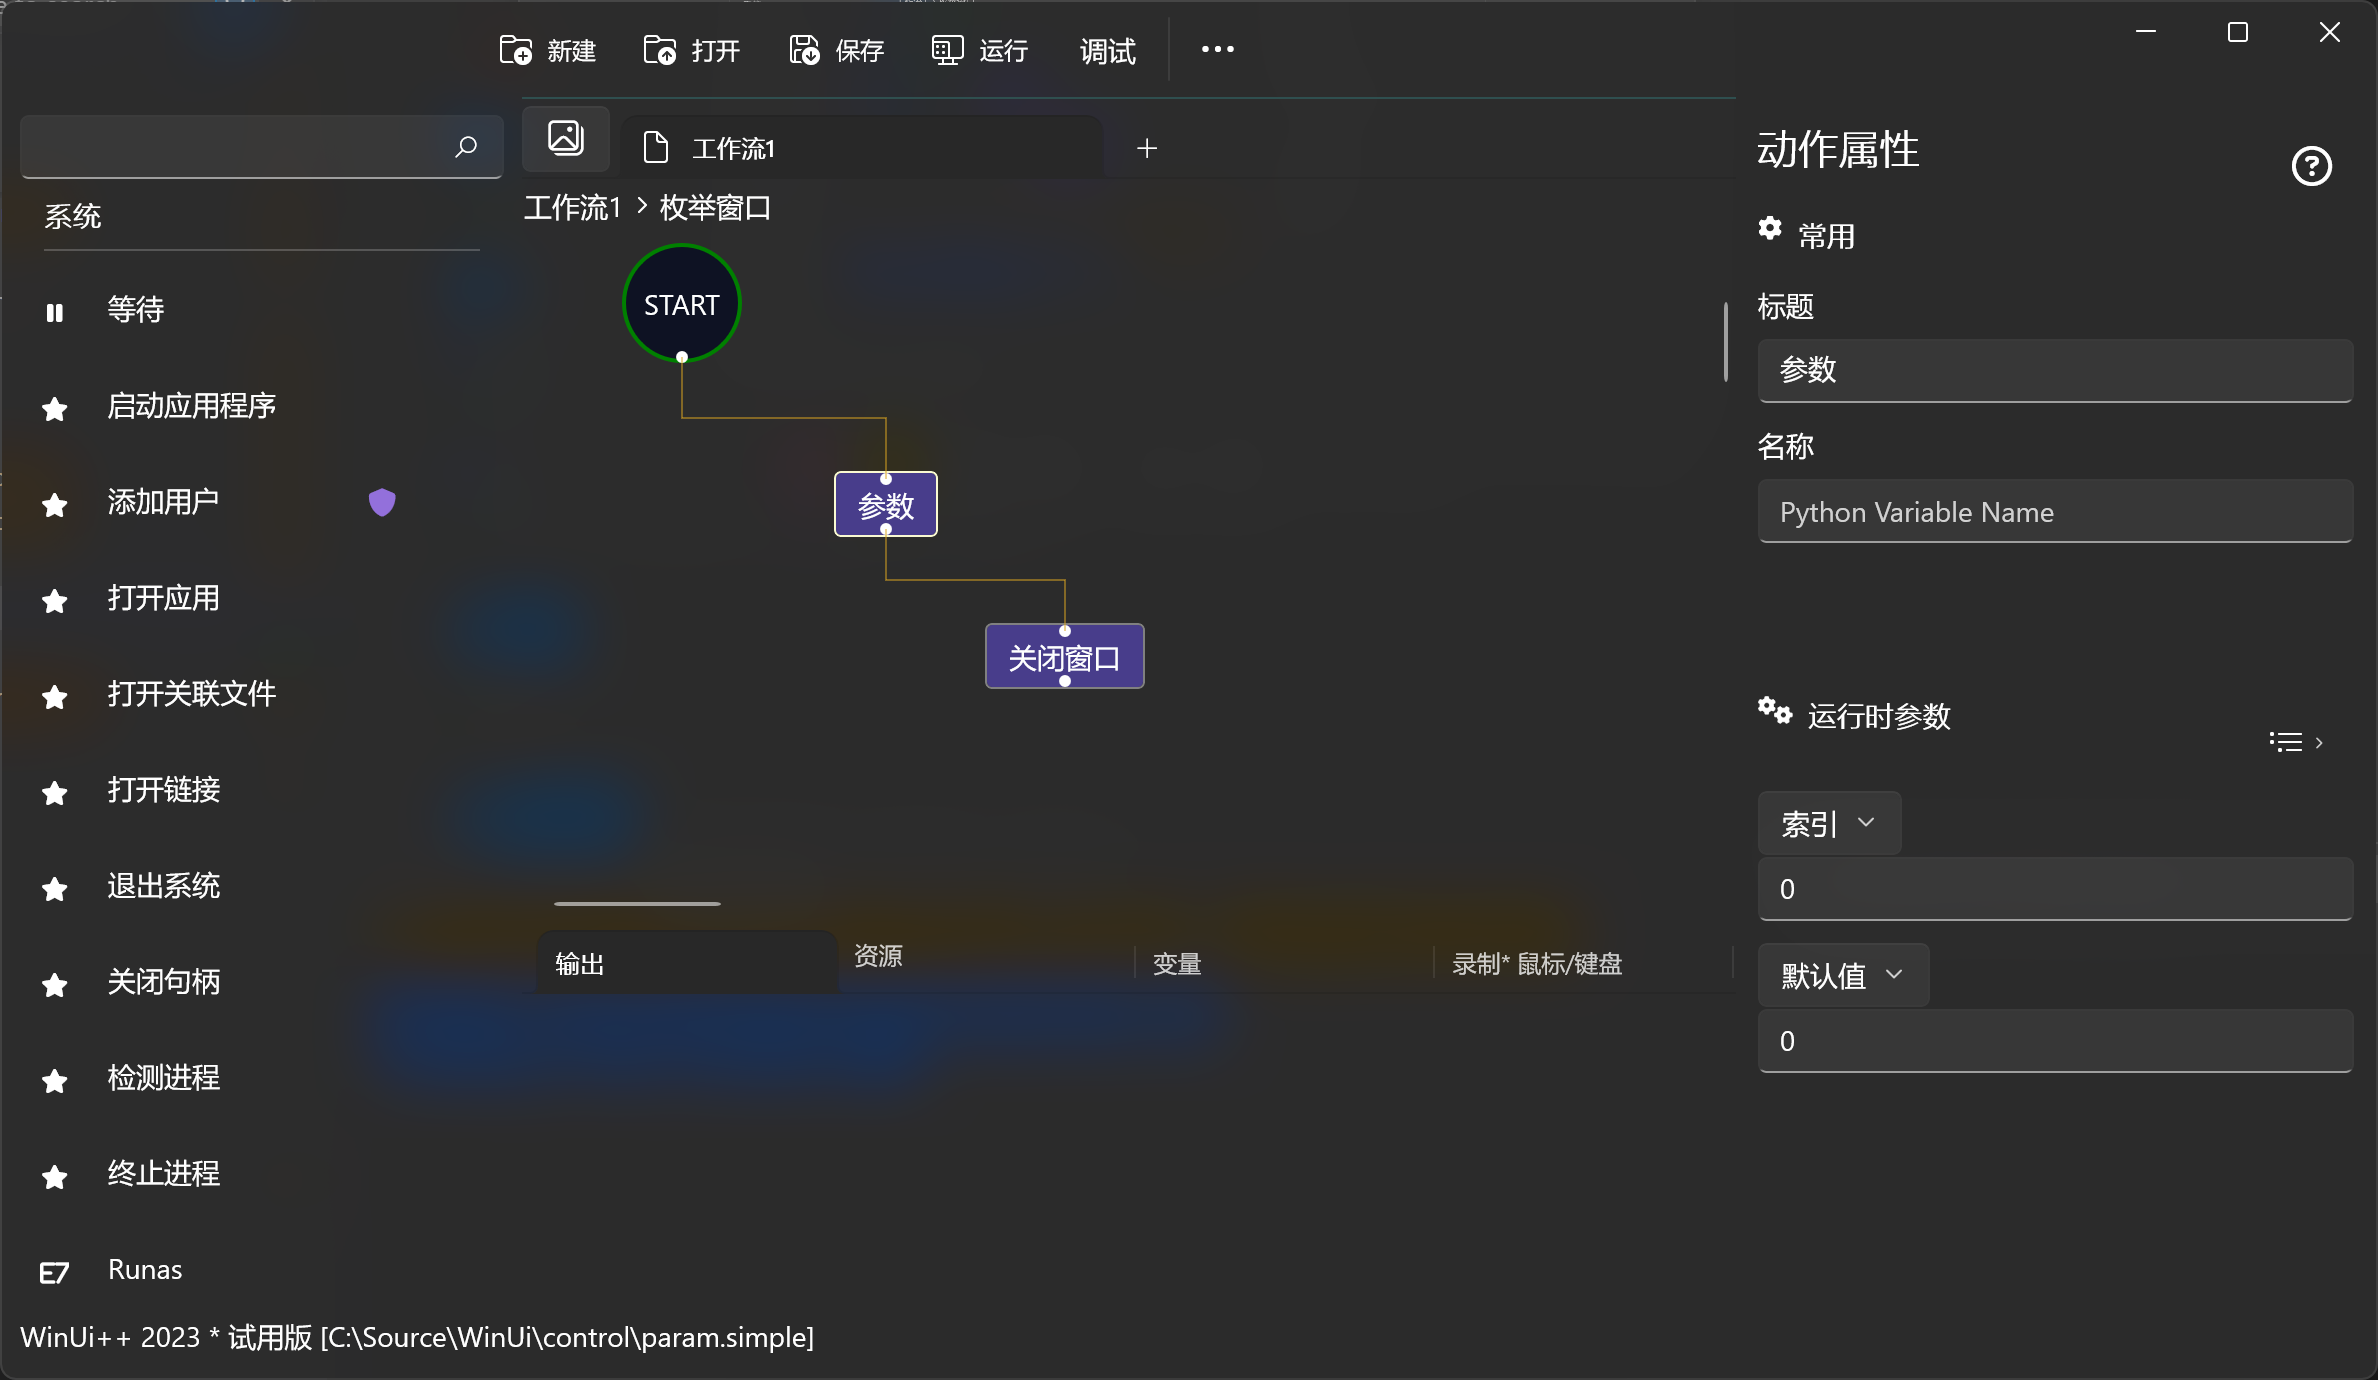 新建
打开
保存
运行
调试
工作流1
工作流1 > 枚举窗口
系统
等待
启动应用程序
添加用户
打开应用
打开关联文件
打开链接
退出系统
关闭句柄
检测进程
终止进程
Runas
START
参数
关闭窗口
输出
资源
变量
录制* 鼠标/键盘
动作属性
常用
标题
参数
名称
Python Variable Name
运行时参数
索引
0
默认值
0
WinUi++ 2023 * 试用版 [C:\Source\WinUi\control\param.simple]